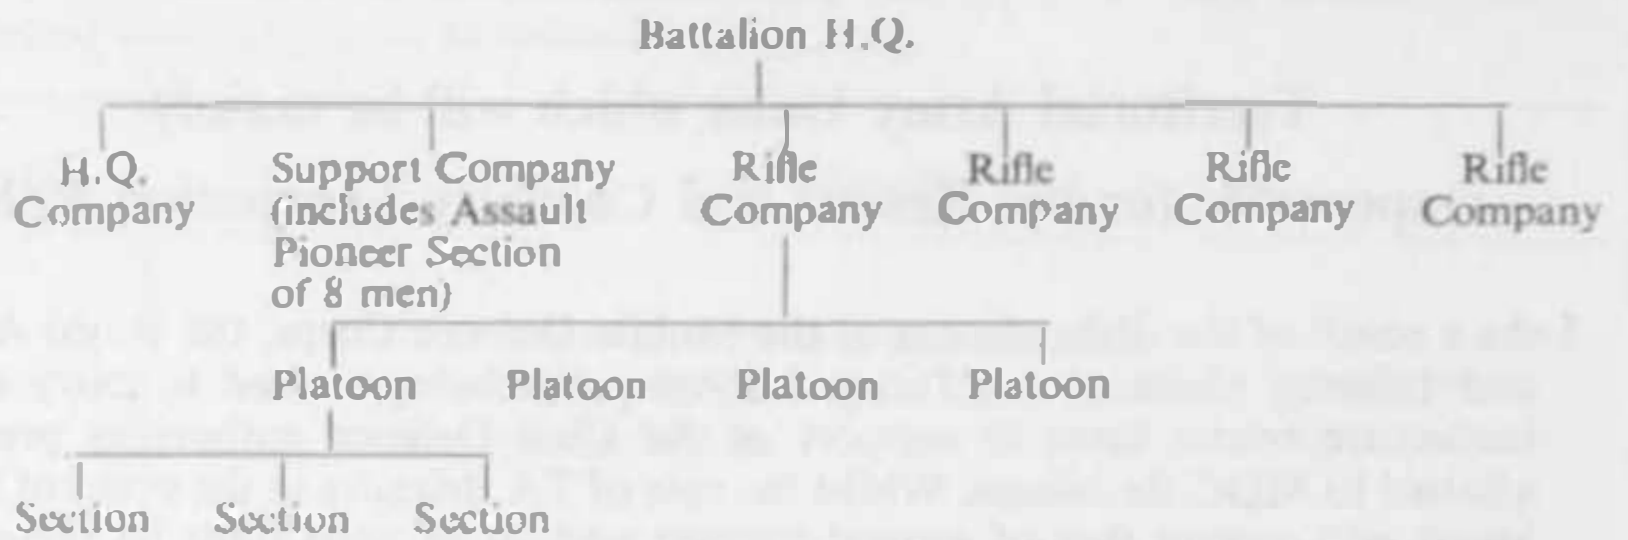 Battalion H.Q.
H.Q.
Company
Support Company
(includes Assault
Pioneer Section
of 8 men)
Rifle
Company
Rifle
Company
Rifle
Company
Rifle
Company
Platoon
Platoon
Platoon
Platoon
Section
Section
Section